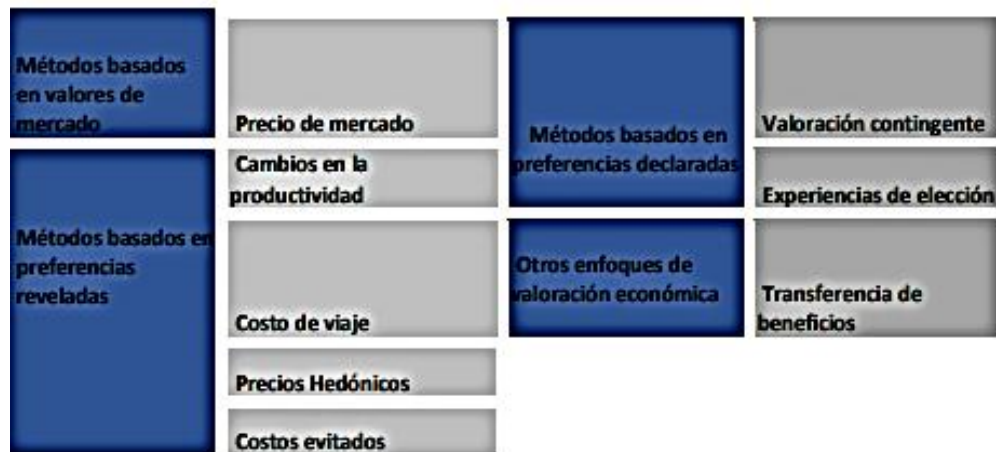 Métodos basados
en valores de
mercado
Precio de mercado
Métodos basados en
preferencias
reveladas
Cambios en la
productividad
Costo de viaje
Precios Hedónicos
Costos evitados
Métodos basados en
preferencias declaradas
Valoración contingente
Experiencias de elección
Otros enfoques de
valoración económica
Transferencia de
beneficios